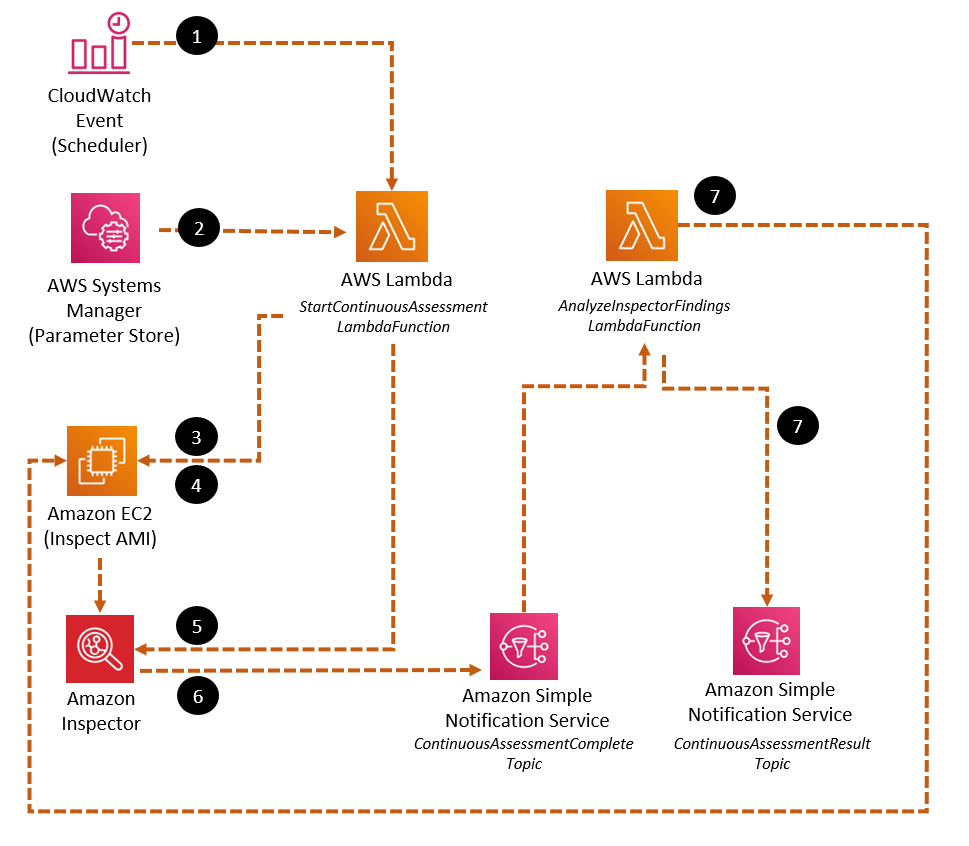 1
CloudWatch
Event
(Scheduler)
2
AWS Systems
Manager
(Parameter Store)
AWS Lambda
StartContinuousAssessment
LambdaFunction
7
AWS Lambda
AnalyzeInspectorFindings
LambdaFunction
3
4
Amazon EC2
(Inspect AMI)
7
5
6
Amazon
Inspector
Amazon Simple
Notification Service
ContinuousAssessmentComplete
Topic
Amazon Simple
Notification Service
ContinuousAssessmentResult
Topic